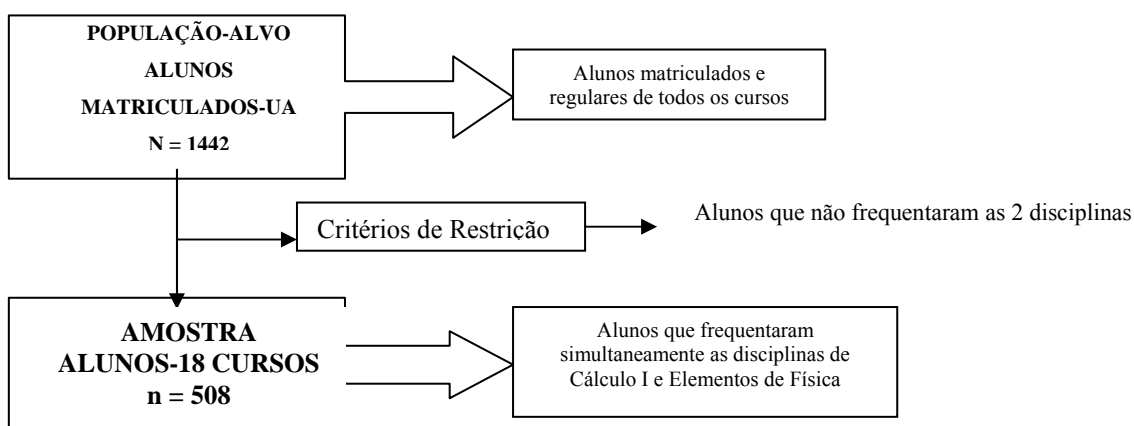 POPULAÇÃO-ALVO
ALUNOS
MATRICULADOS-UA
N = 1442
Alunos matriculados e
regulares de todos os cursos
Critérios de Restrição
Alunos que não frequentaram as 2 disciplinas
AMOSTRA
ALUNOS-18 CURSOS
n = 508
Alunos que frequentaram
simultaneamente as disciplinas de
Cálculo I e Elementos de Física